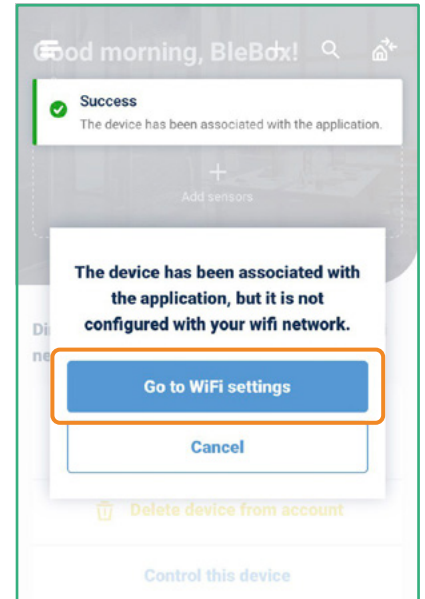 Good morning, BleBox!
Success
The device has been associated with the application.
+
Add sensors
The device has been associated with
the application, but it is not
configured with your wifi network.
Di
ne
Go to WiFi settings
Cancel
Delete device from account
Control this device